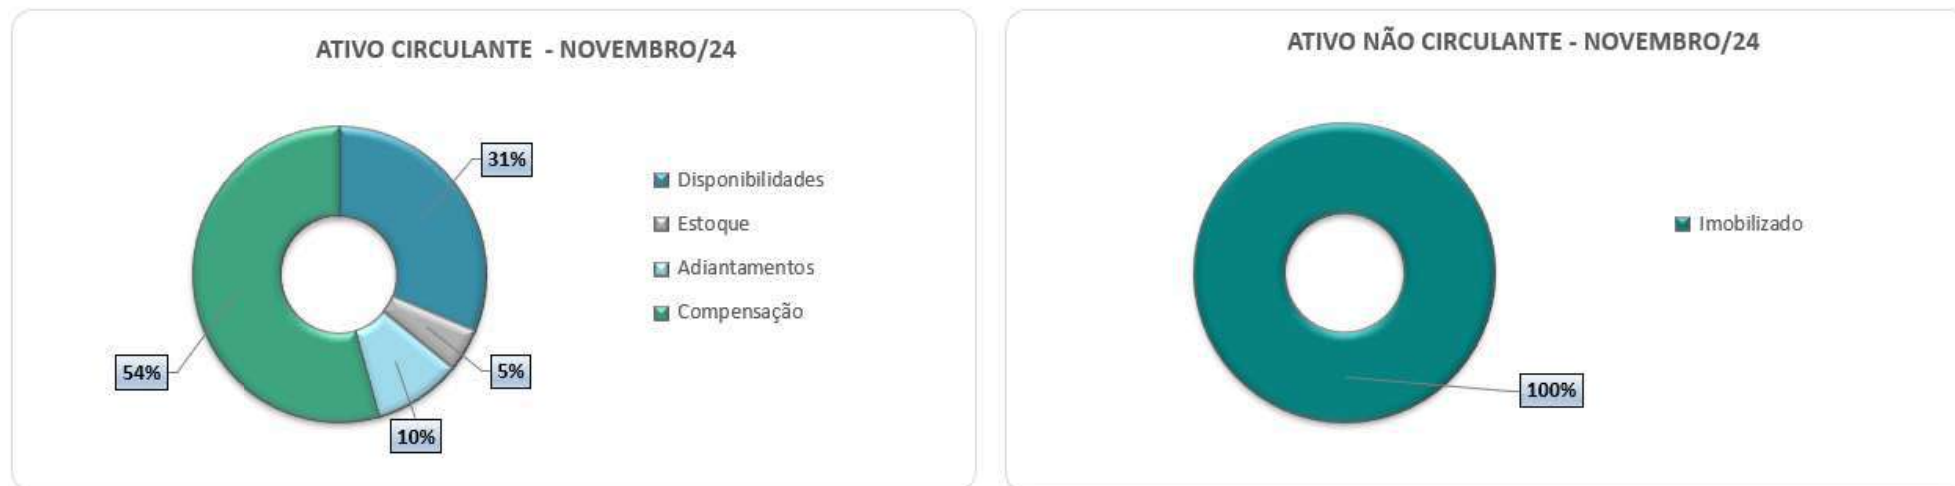 ATIVO CIRCULANTE - NOVEMBRO/24
31%
Disponibilidades
Estoque
Adiantamentos
Compensação
54%
5%
10%
ATIVO NÃO CIRCULANTE - NOVEMBRO/24
Imobilizado
100%